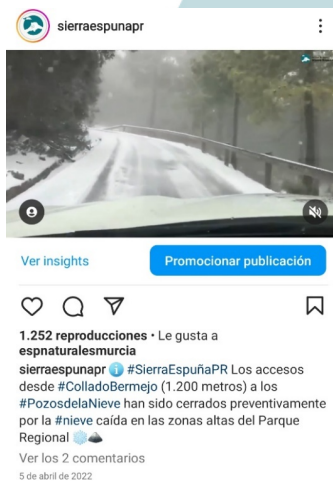 sierraespunapr
Ver insights
Promocionar publicación
1.252 reproducciones • Le gusta a
espnaturalesmurcia
sierraespunapr ℹ️ #SierraEspuñaPR Los accesos
desde #ColladoBermejo (1.200 metros) a los
#PozosdelaNieve han sido cerrados preventivamente
por la #nieve caída en las zonas altas del Parque
Regional ❄️⛰️
Ver los 2 comentarios
5 de abril de 2022